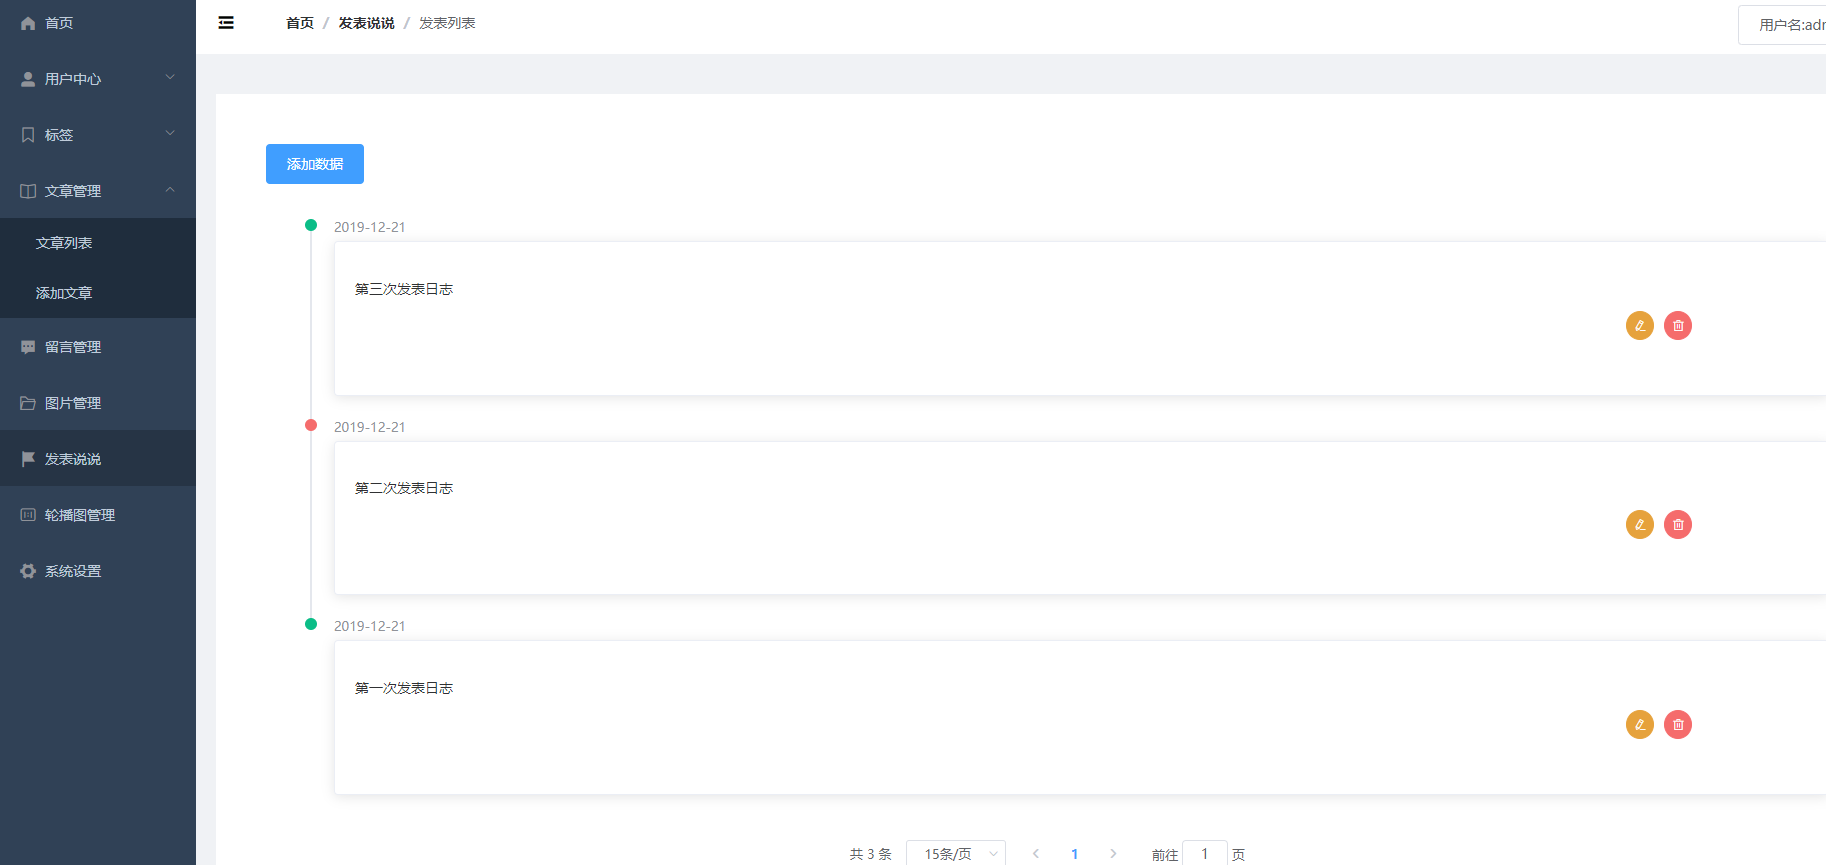 首页
用户中心
标签
文章管理
文章列表
添加文章
留言管理
图片管理
发表说说
轮播图管理
系统设置
首页 / 发表说说 / 发表列表
用户名:adm
添加数据
2019-12-21
第三次发表日志
2019-12-21
第二次发表日志
2019-12-21
第一次发表日志
共 3 条 15条/页 1 前往 1 页